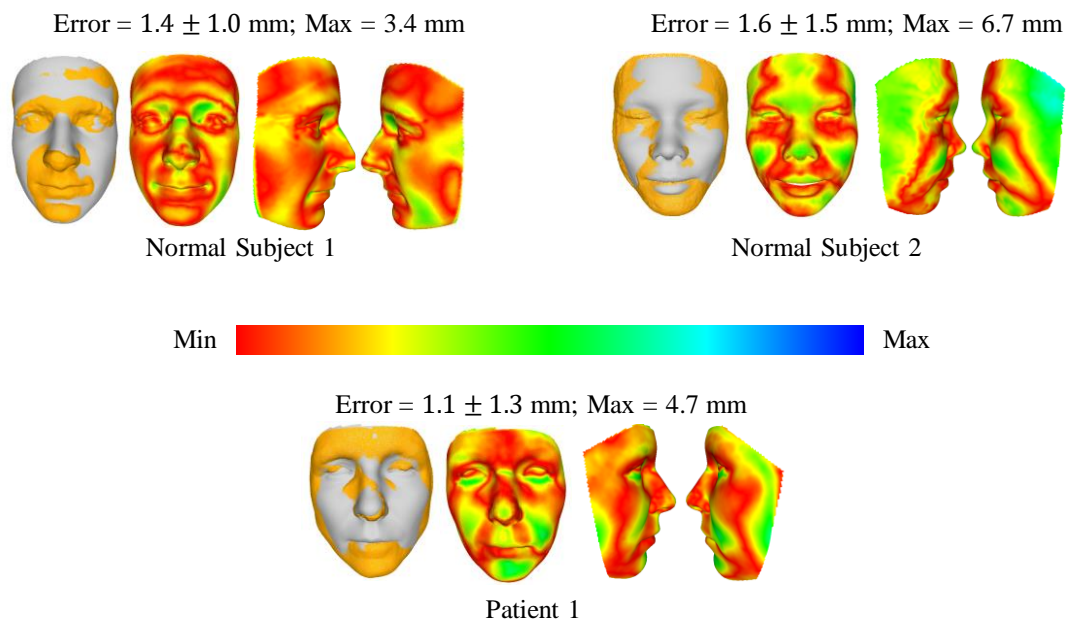 Error = 1.4 ± 1.0 mm; Max = 3.4 mm
Error = 1.6 ± 1.5 mm; Max = 6.7 mm
Normal Subject 1
Normal Subject 2
Min
Max
Error = 1.1 ± 1.3 mm; Max = 4.7 mm
Patient 1